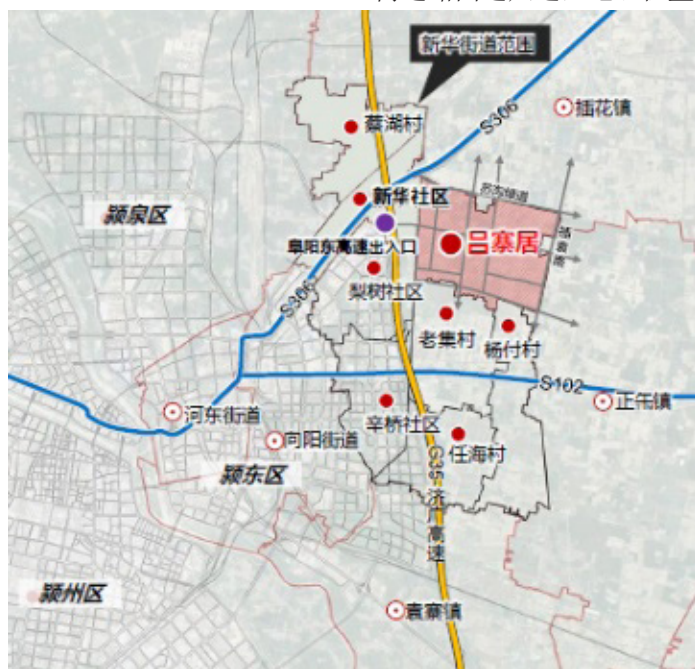 新华街道范围
S306
插花镇
蔡湖村
新华社区
颍泉区
吕寨居
阜阳东高速出入口
梨树社区
S306
老集村
杨付村
S102
正午镇
河东街道
辛桥社区
向阳街道
任海村
颍东区
G35
济广高速
颍州区
袁寨镇